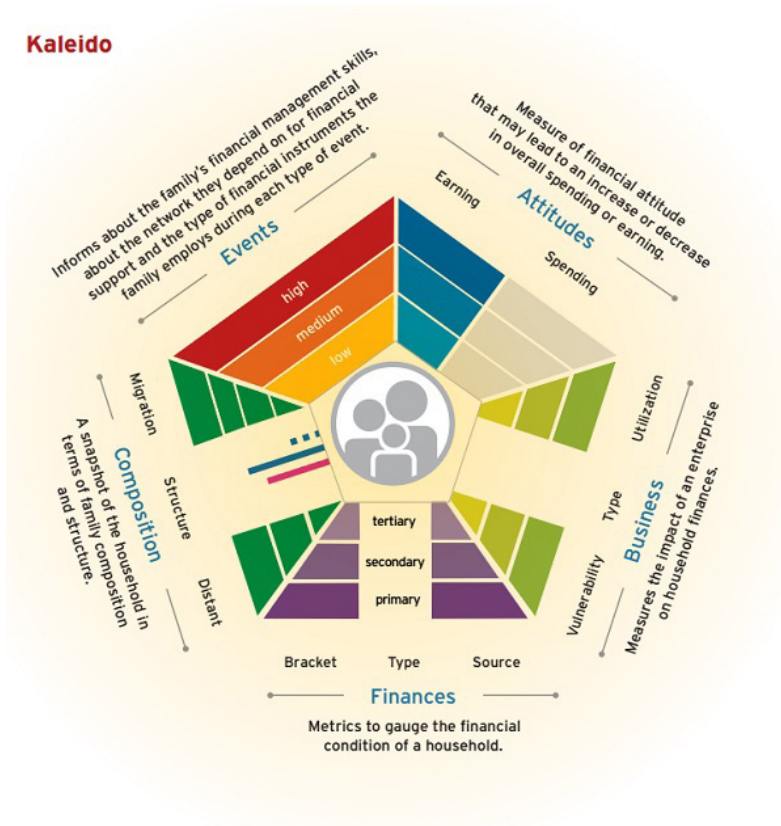 Kaleido
Informs about the family's financial management skills,
about the network they depend on for financial
support and the type of financial instruments the
family employs during each type of event.
Events
Measure of financial attitude
that may lead to an increase or decrease
in overall spending or earning.
Attitudes
Earning
Spending
high
medium
low
Migration
Structure
Distant
Composition
A snapshot of the household in
terms of family composition
and structure.
Utilization
Type
Vulnerability
Business
Measures the impact of an enterprise
on household finances.
tertiary
secondary
primary
Bracket Type Source
Finances
Metrics to gauge the financial
condition of a household.